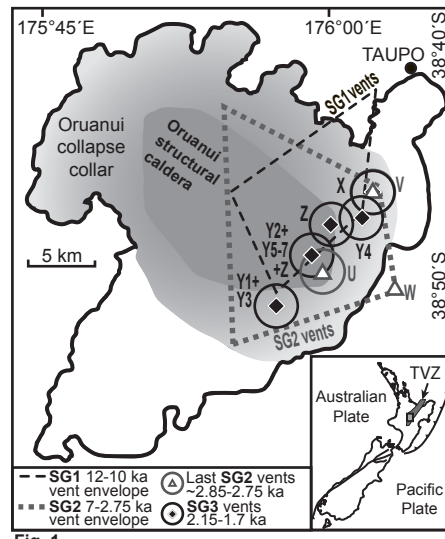 175°45'E
176°00'E
38°40'S
TAUPO
SG1 vents
Oruanui
collapse
collar
Oruanui
structural
caldera
X
V
Z
Y2+
Y5-7
+Z
Y4
5 km
Y1+
Y3
U
W
38°50'S
SG2 vents
TVZ
Australian
Plate
Pacific
Plate
SG1 12-10 ka
vent envelope
SG2 7-2.75 ka
vent envelope
Last SG2 vents
~2.85-2.75 ka
SG3 vents
2.15-1.7 ka